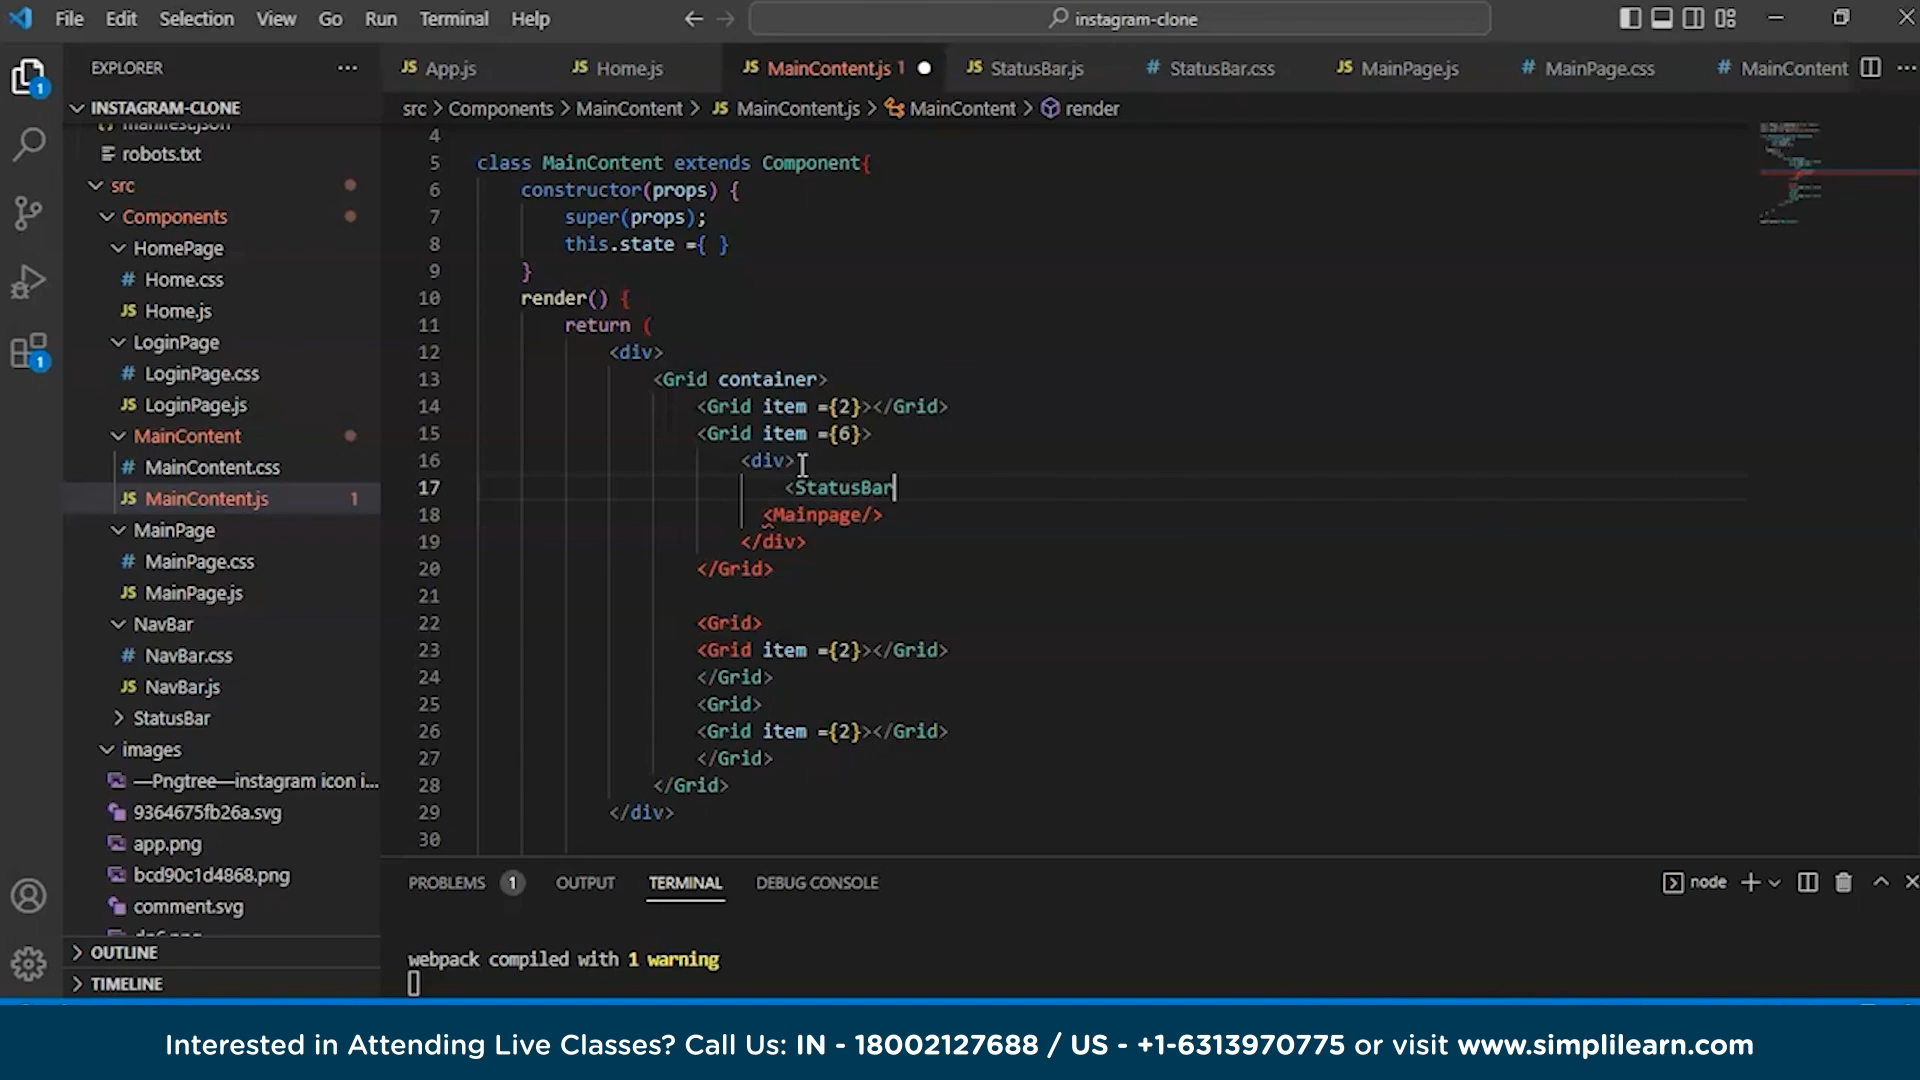 File Edit Selection View Go Run Terminal Help
instagram-clone
EXPLORER
App.js Home.js MainContent.js 1 StatusBar.js StatusBar.css MainPage.js MainPage.css MainContent
INSTAGRAM-CLONE
src > Components > MainContent > JS MainContent.js > MainContent > render
manifest.json
robots.txt
src
Components
HomePage
# Home.css
JS Home.js
LoginPage
# LoginPage.css
JS LoginPage.js
MainContent
# MainContent.css
JS MainContent.js 1
MainPage
# MainPage.css
JS MainPage.js
NavBar
# NavBar.css
JS NavBar.js
StatusBar
images
—Pngtree—instagram icon i...
9364675fb26a.svg
app.png
bcd90c1d4868.png
comment.svg
OUTLINE
TIMELINE
4
5 class MainContent extends Component{
6 constructor(props) {
7 super(props);
8 this.state ={ }
9 }
10 render() {
11 return (
12 <div>
13 <Grid container>
14 <Grid item ={2}></Grid>
15 <Grid item ={6}>
16 <div>
17 <StatusBar
18 <Mainpage/>
19 </div>
20 </Grid>
21
22 <Grid>
23 <Grid item ={2}></Grid>
24 </Grid>
25 <Grid>
26 <Grid item ={2}></Grid>
27 </Grid>
28 </Grid>
29 </div>
30
PROBLEMS 1 OUTPUT TERMINAL DEBUG CONSOLE
node
webpack compiled with 1 warning
Interested in Attending Live Classes? Call Us: IN - 18002127688 / US - +1-6313970775 or visit www.simplilearn.com